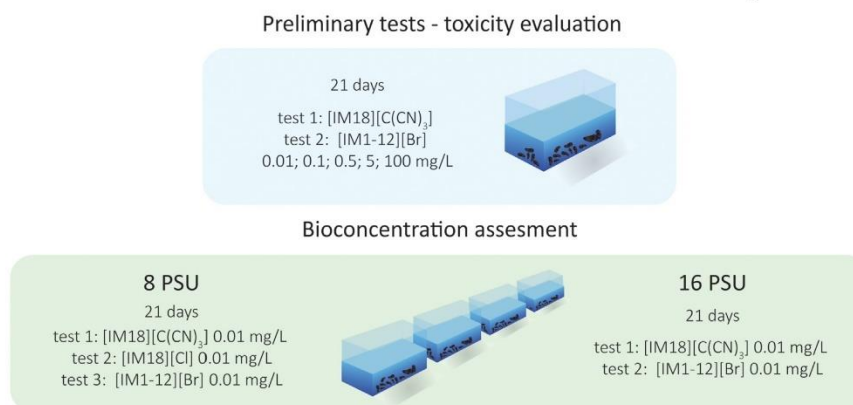 Preliminary tests - toxicity evaluation
21 days
test 1: [IM18][C(CN)₃]
test 2: [IM1-12][Br]
0.01; 0.1; 0.5; 5; 100 mg/L
Bioconcentration assesment
8 PSU
21 days
test 1: [IM18][C(CN)₃] 0.01 mg/L
test 2: [IM18][Cl] 0.01 mg/L
test 3: [IM1-12][Br] 0.01 mg/L
16 PSU
21 days
test 1: [IM18][C(CN)₃] 0.01 mg/L
test 2: [IM1-12][Br] 0.01 mg/L